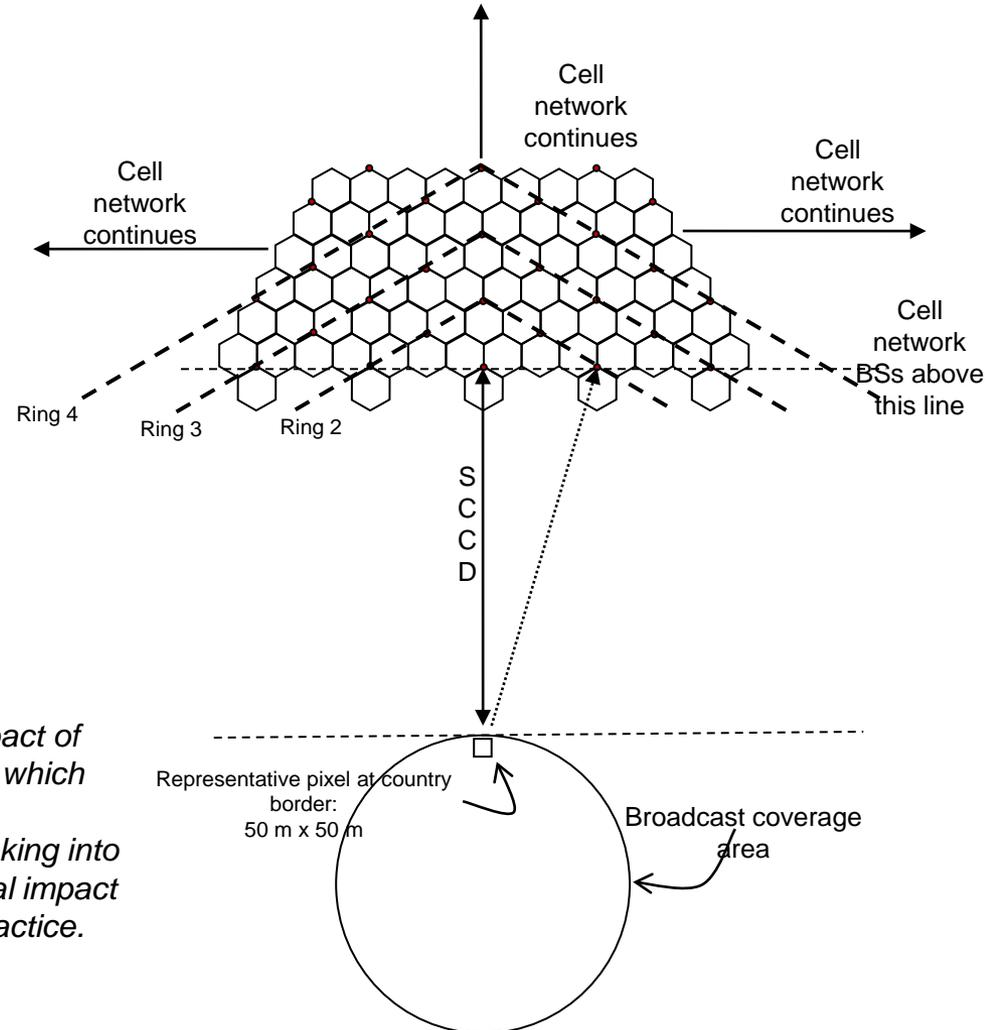 Cell
network
continues
Cell
network
continues
Cell
network
continues
Cell
network
BSs above
this line
Ring 4
Ring 3
Ring 2
S
C
C
D
pact of
which
Representative pixel at country
border:
50 m x 50 m
Broadcast coverage
area
king into
al impact
actice.